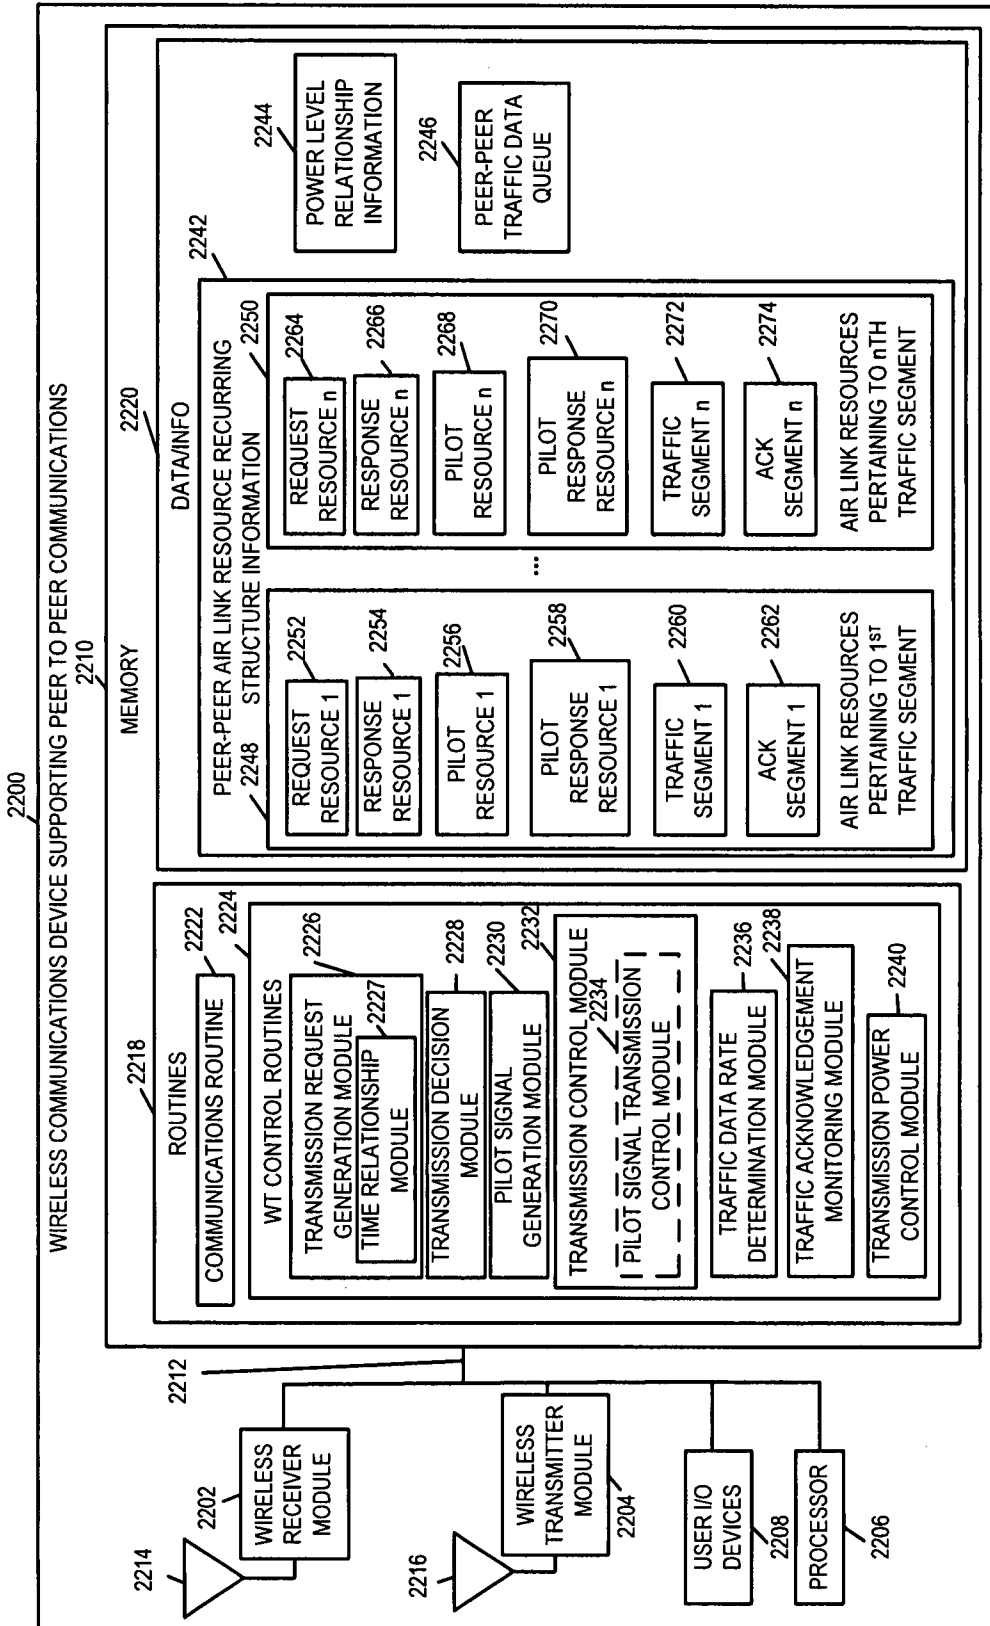 2200
WIRELESS COMMUNICATIONS DEVICE SUPPORTING PEER TO PEER COMMUNICATIONS
2214
2202
WIRELESS
RECEIVER
MODULE
2216
WIRELESS
TRANSMITTER
MODULE
2204
USER I/O
DEVICES
2208
PROCESSOR
2206
2212
2210
MEMORY
2218
ROUTINES
2222
COMMUNICATIONS ROUTINE
2224
WT CONTROL ROUTINES
2226
TRANSMISSION REQUEST
GENERATION MODULE
2227
TIME RELATIONSHIP
MODULE
2228
TRANSMISSION DECISION
MODULE
2230
PILOT SIGNAL
GENERATION MODULE
2232
TRANSMISSION CONTROL MODULE
2234
PILOT SIGNAL TRANSMISSION
CONTROL MODULE
2236
TRAFFIC DATA RATE
DETERMINATION MODULE
2238
TRAFFIC ACKNOWLEDGEMENT
MONITORING MODULE
2240
TRANSMISSION POWER
CONTROL MODULE
2220
DATA/INFO
2242
PEER-PEER AIR LINK RESOURCE RECURRING
STRUCTURE INFORMATION
2248
2252
REQUEST
RESOURCE 1
2254
RESPONSE
RESOURCE 1
2256
PILOT
RESOURCE 1
2258
PILOT
RESPONSE
RESOURCE 1
2260
TRAFFIC
SEGMENT 1
2262
ACK
SEGMENT 1
AIR LINK RESOURCES
PERTAINING TO 1ST
TRAFFIC SEGMENT
...
2250
2264
REQUEST
RESOURCE n
2266
RESPONSE
RESOURCE n
2268
PILOT
RESOURCE n
2270
PILOT
RESPONSE
RESOURCE n
2272
TRAFFIC
SEGMENT n
2274
ACK
SEGMENT n
AIR LINK RESOURCES
PERTAINING TO nTH
TRAFFIC SEGMENT
2244
POWER LEVEL
RELATIONSHIP
INFORMATION
2246
PEER-PEER
TRAFFIC DATA
QUEUE